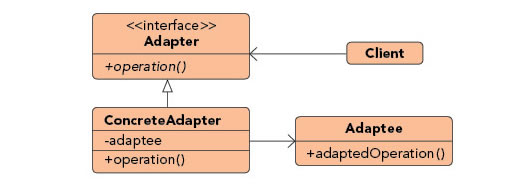 <<interface>>
Adapter
+operation()
Client
ConcreteAdapter
-adaptee
+operation()
Adaptee
+adaptedOperation()